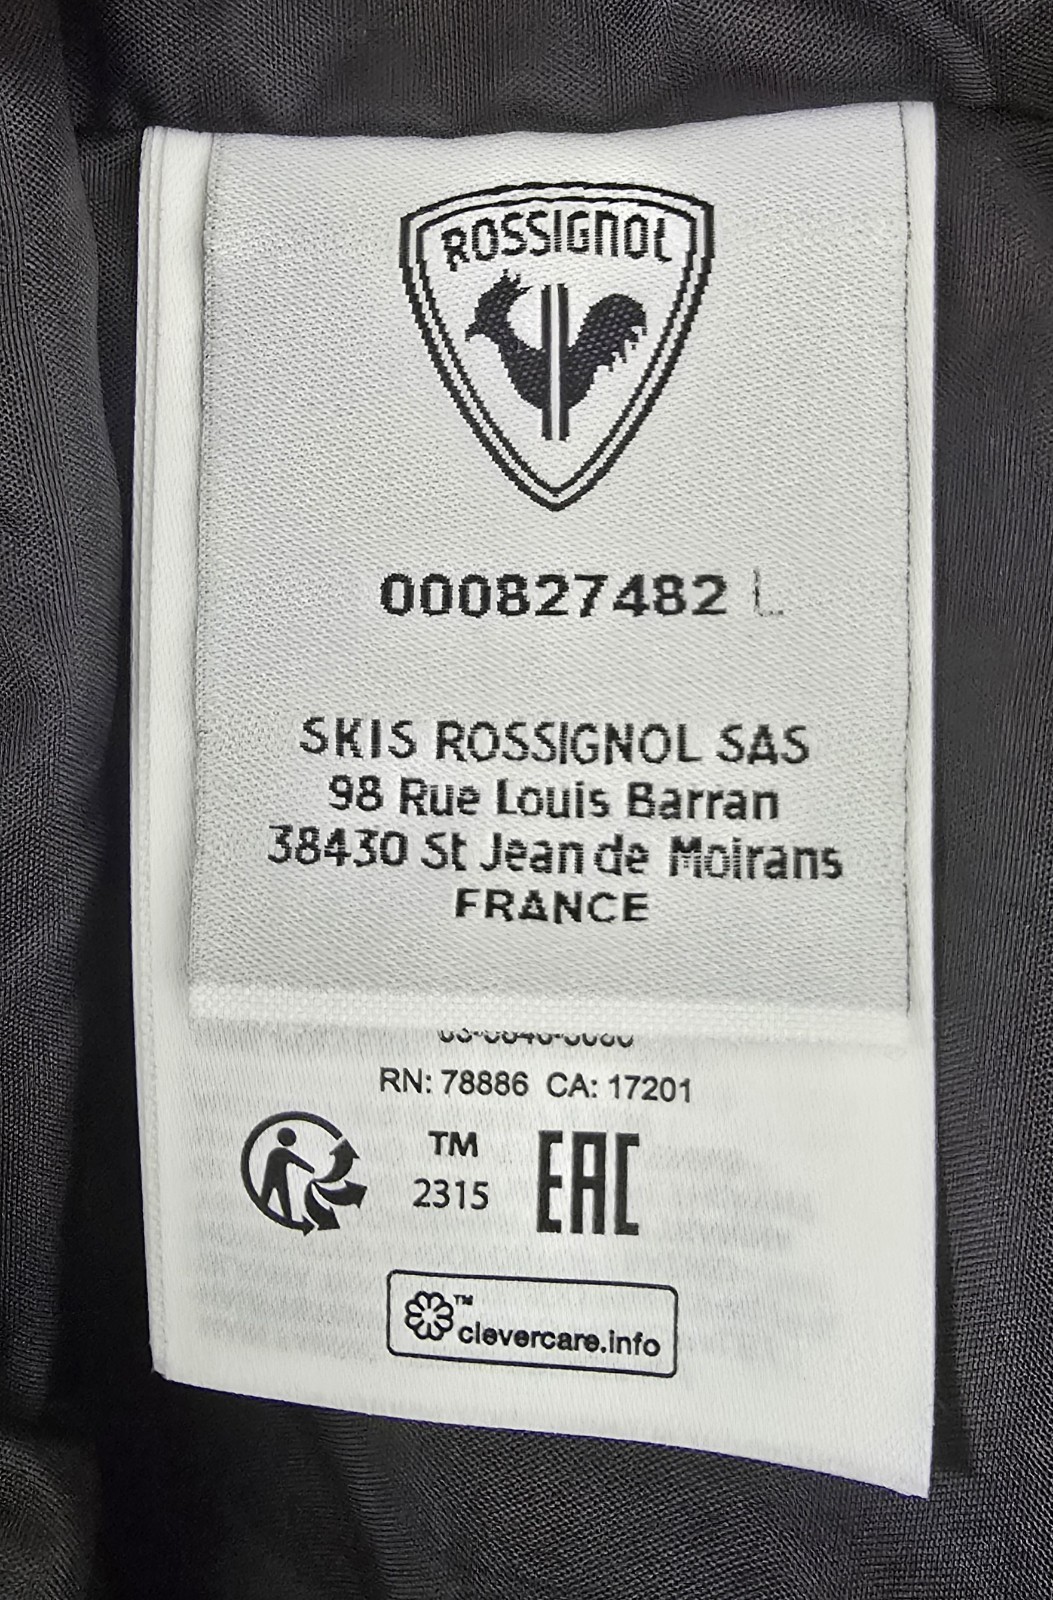 ROSSIGNOL
000827482 L
SKIS ROSSIGNOL SAS
98 Rue Louis Barran
38430 St Jean de Moirans
FRANCE
RN: 78886 CA: 17201
TM
2315
EAC
TM
clevercare.info